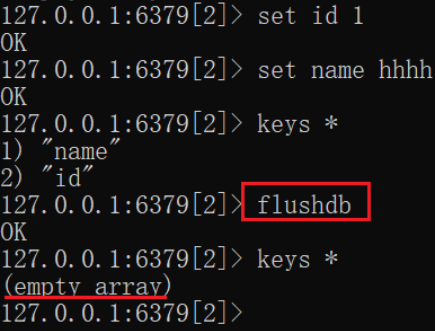 127.0.0.1:6379[2]> set id 1
OK
127.0.0.1:6379[2]> set name hhhh
OK
127.0.0.1:6379[2]> keys *
1) "name"
2) "id"
127.0.0.1:6379[2]> flushdb
OK
127.0.0.1:6379[2]> keys *
(empty array)
127.0.0.1:6379[2]>